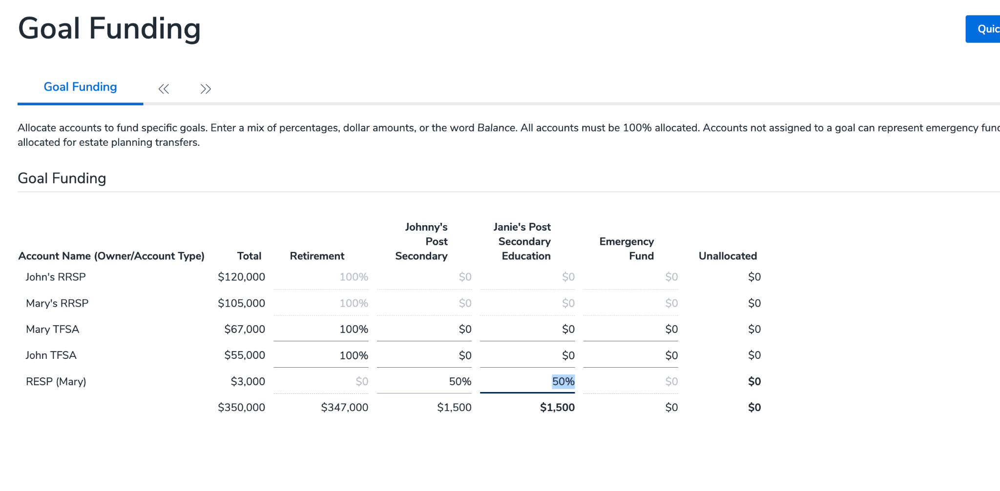 Goal Funding
Quic
Goal Funding
Allocate accounts to fund specific goals. Enter a mix of percentages, dollar amounts, or the word Balance. All accounts must be 100% allocated. Accounts not assigned to a goal can represent emergency fun
allocated for estate planning transfers.
Goal Funding
Account Name (Owner/Account Type) Total Retirement Johnny's Post Secondary Janie's Post Secondary Education Emergency Fund Unallocated
John's RRSP $120,000 100% $0 $0 $0 $0
Mary's RRSP $105,000 100% $0 $0 $0 $0
Mary TFSA $67,000 100% $0 $0 $0 $0
John TFSA $55,000 100% $0 $0 $0 $0
RESP (Mary) $3,000 $0 50% 50% $0 $0
$350,000 $347,000 $1,500 $1,500 $0 $0